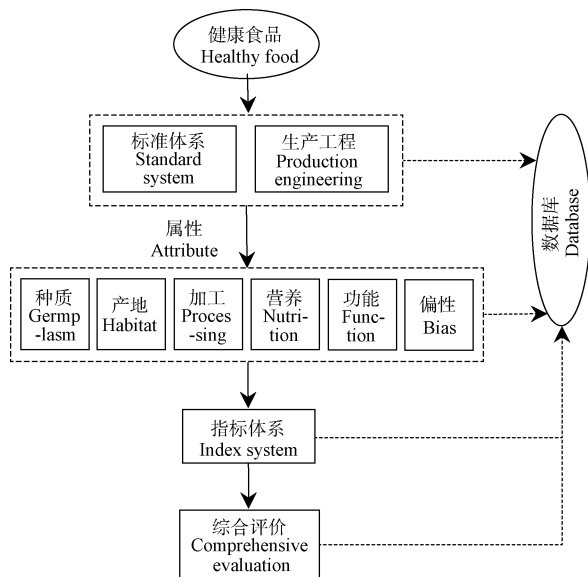 健康食品
Healthy food
标准体系
Standard
system
生产工程
Production
engineering
属性
Attribute
种质
Germp
-lasm
产地
Habitat
加工
Proces
-sing
营养
Nutri-
tion
功能
Func-
tion
偏性
Bias
指标体系
Index system
综合评价
Comprehensive
evaluation
数据库
Database